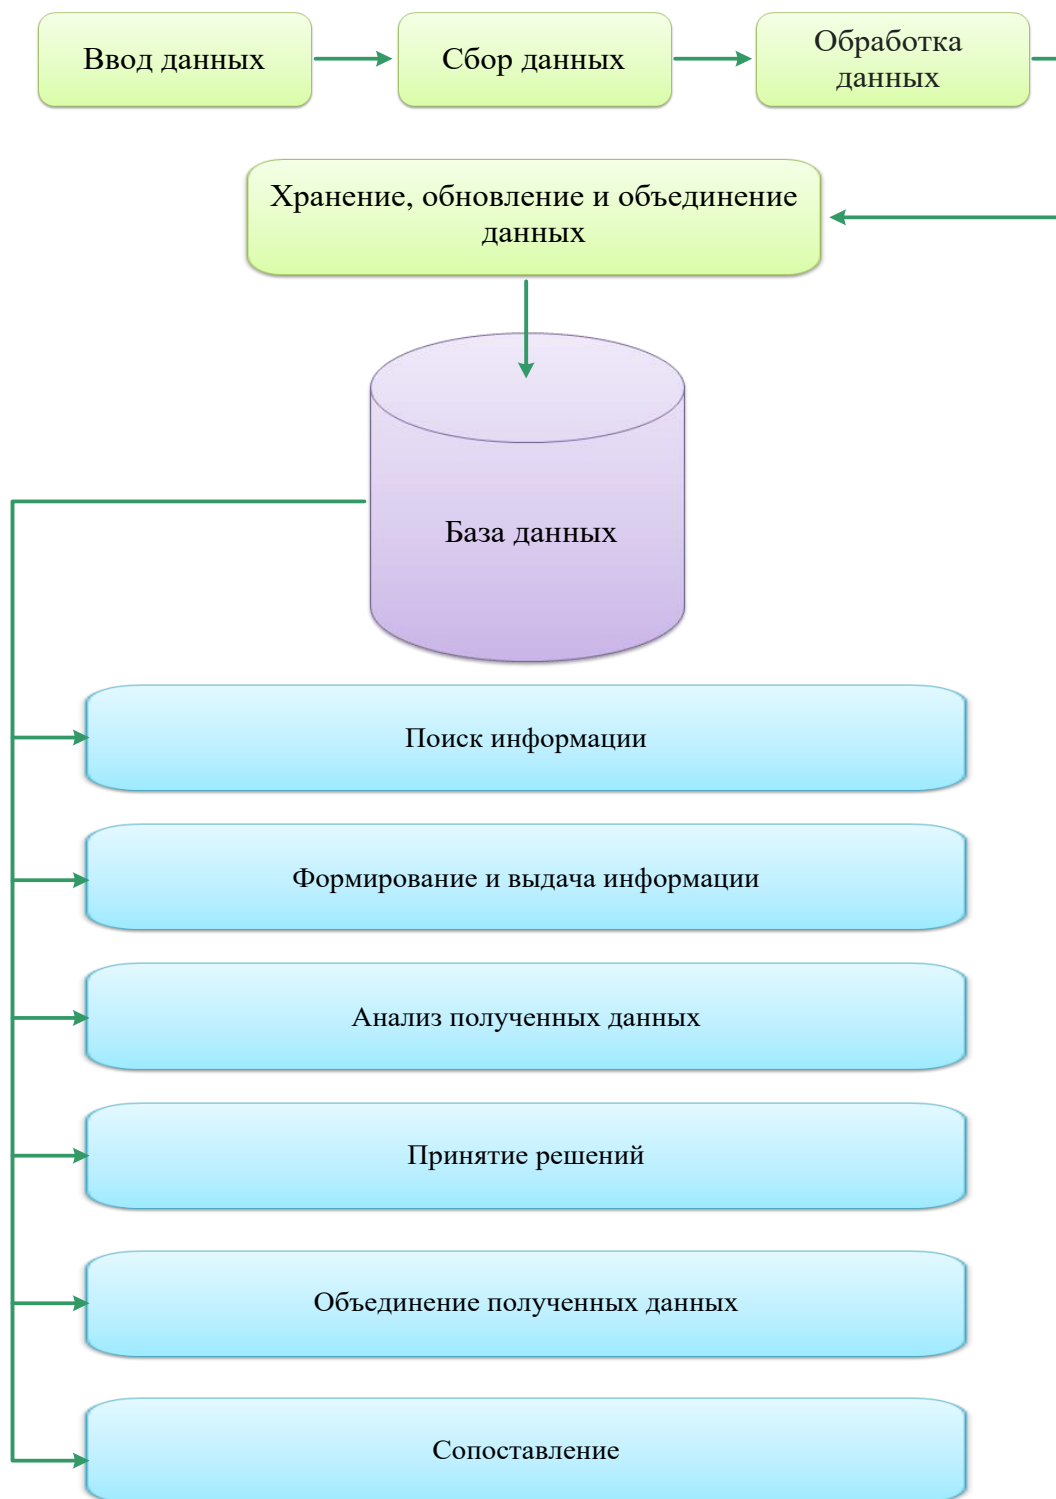 Ввод данных
Сбор данных
Обработка
данных
Хранение, обновление и объединение
данных
База данных
Поиск информации
Формирование и выдача информации
Анализ полученных данных
Принятие решений
Объединение полученных данных
Сопоставление